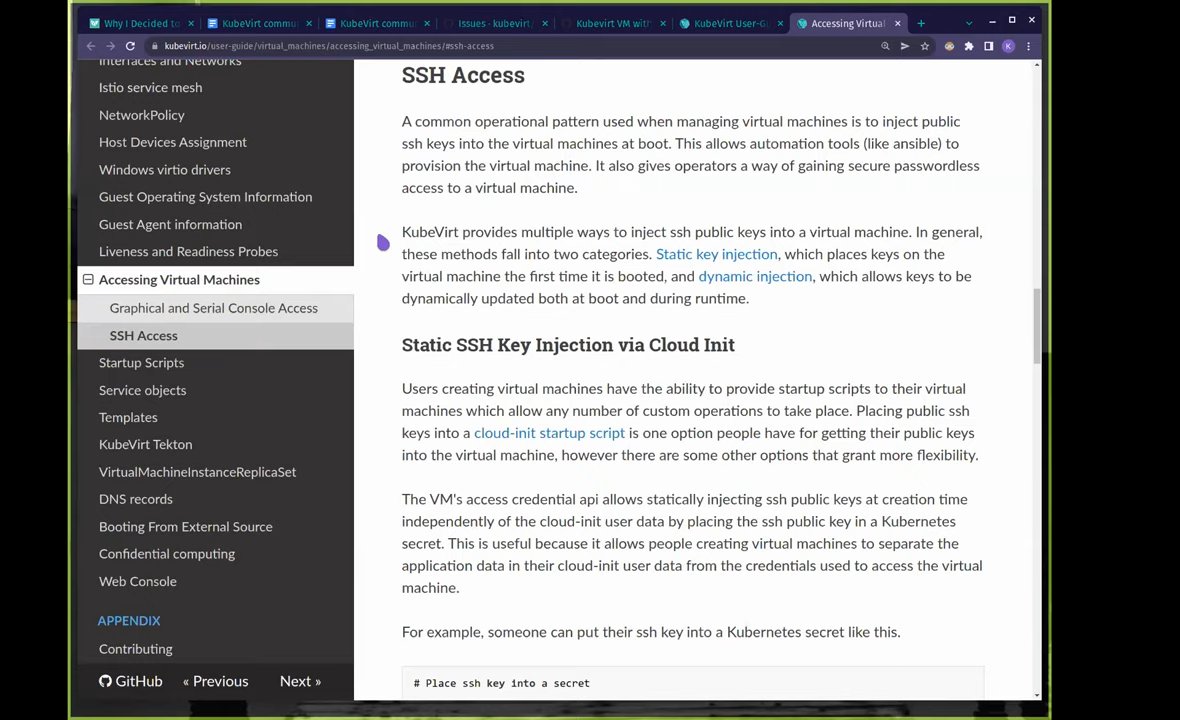 Why I Decided to
KubeVirt commu
KubeVirt commu
Issues · kubevirt/
KubeVirt VM with
KubeVirt User-G
Accessing Virtual
kubevirt.io/user-guide/virtual_machines/accessing_virtual_machines/#ssh-access
K
Interfaces and Networks
Istio service mesh
NetworkPolicy
Host Devices Assignment
Windows virtio drivers
Guest Operating System Information
Guest Agent information
Liveness and Readiness Probes
Accessing Virtual Machines
Graphical and Serial Console Access
SSH Access
Startup Scripts
Service objects
Templates
KubeVirt Tekton
VirtualMachineInstanceReplicaSet
DNS records
Booting From External Source
Confidential computing
Web Console
APPENDIX
Contributing
GitHub
« Previous
Next »
SSH Access
A common operational pattern used when managing virtual machines is to inject public
ssh keys into the virtual machines at boot. This allows automation tools (like ansible) to
provision the virtual machine. It also gives operators a way of gaining secure passwordless
access to a virtual machine.
KubeVirt provides multiple ways to inject ssh public keys into a virtual machine. In general,
these methods fall into two categories. Static key injection, which places keys on the
virtual machine the first time it is booted, and dynamic injection, which allows keys to be
dynamically updated both at boot and during runtime.
Static SSH Key Injection via Cloud Init
Users creating virtual machines have the ability to provide startup scripts to their virtual
machines which allow any number of custom operations to take place. Placing public ssh
keys into a cloud-init startup script is one option people have for getting their public keys
into the virtual machine, however there are some other options that grant more flexibility.
The VM's access credential api allows statically injecting ssh public keys at creation time
independently of the cloud-init user data by placing the ssh public key in a Kubernetes
secret. This is useful because it allows people creating virtual machines to separate the
application data in their cloud-init user data from the credentials used to access the virtual
machine.
For example, someone can put their ssh key into a Kubernetes secret like this.
# Place ssh key into a secret